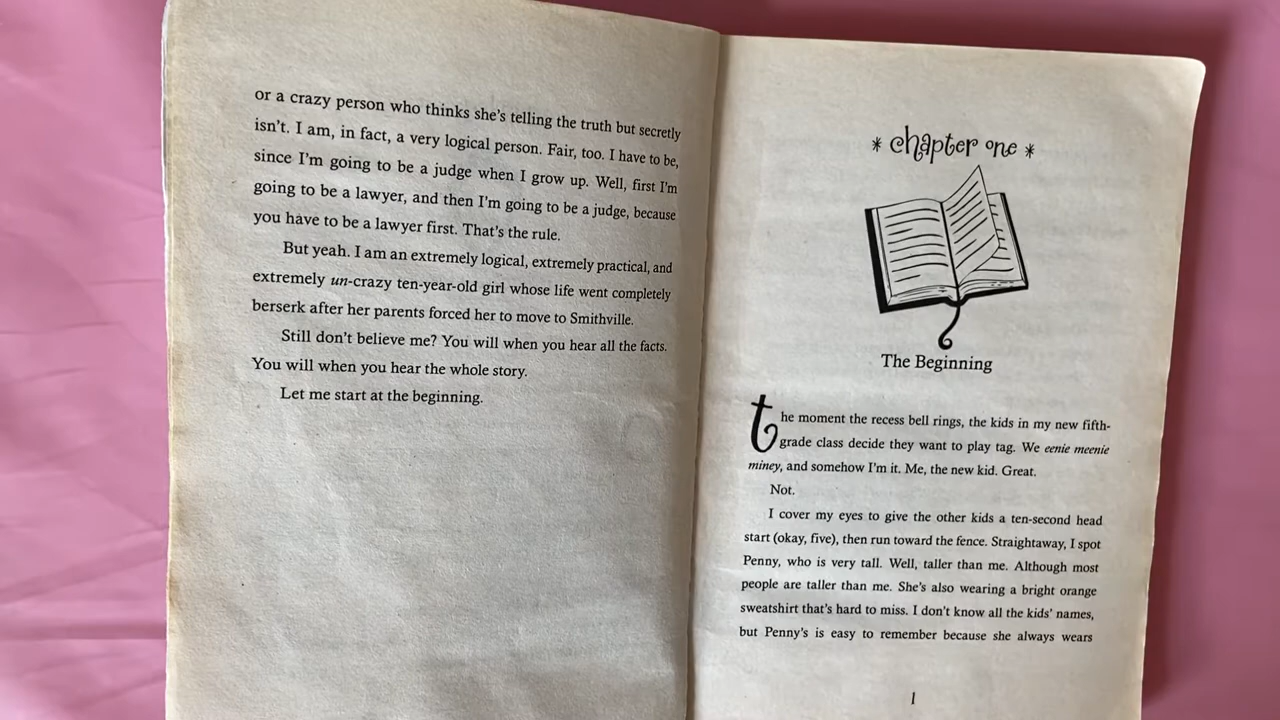 or a crazy person who thinks she's telling the truth but secretly
isn't. I am, in fact, a very logical person. Fair, too. I have to be,
since I'm going to be a judge when I grow up. Well, first I'm
going to be a lawyer, and then I'm going to be a judge, because
you have to be a lawyer first. That's the rule.
But yeah. I am an extremely logical, extremely practical, and
extremely un-crazy ten-year-old girl whose life went completely
berserk after her parents forced her to move to Smithville.
Still don't believe me? You will when you hear all the facts.
You will when you hear the whole story.
Let me start at the beginning.
* chapter one *
The Beginning
the moment the recess bell rings, the kids in my new fifth-
grade class decide they want to play tag. We eenie meenie
miney, and somehow I'm it. Me, the new kid. Great.
Not.
I cover my eyes to give the other kids a ten-second head
start (okay, five), then run toward the fence. Straightaway, I spot
Penny, who is very tall. Well, taller than me. Although most
people are taller than me. She's also wearing a bright orange
sweatshirt that's hard to miss. I don't know all the kids' names,
but Penny's is easy to remember because she always wears
1